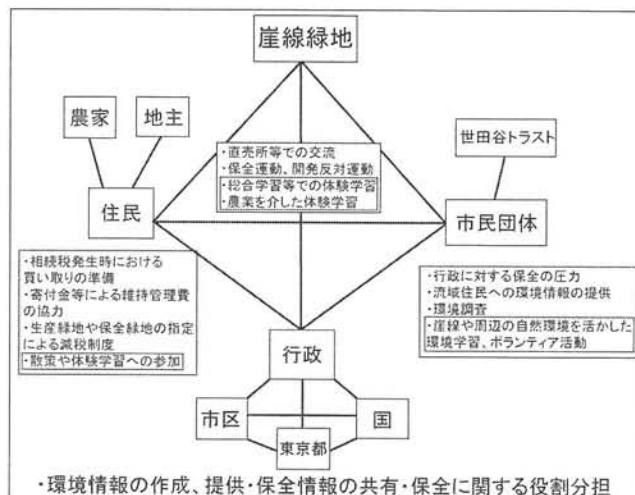 崖線緑地
農家
地主
世田谷トラスト
・直売所等での交流
・保全運動、開発反対運動
・総合学習等での体験学習
・農業を介した体験学習
住民
市民団体
・相続税発生時における
買い取りの準備
・寄付金等による維持管理費
の協力
・生産緑地や保全緑地の指定
による減税制度
・散策や体験学習への参加
・行政に対する保全の圧力
・流域住民への環境情報の提供
・環境調査
・崖線や周辺の自然環境を活かした
環境学習、ボランティア活動
行政
市区
国
東京都
・環境情報の作成、提供・保全情報の共有・保全に関する役割分担